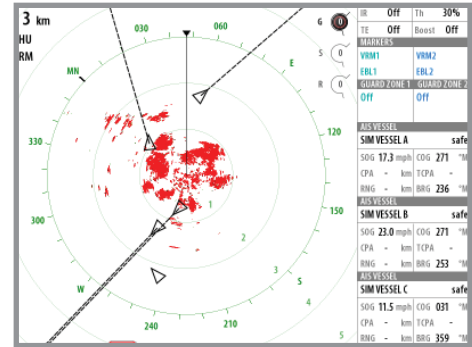 3 km
HU
RM
G
S
R
MN
030
060
E
120
150
S
210
240
W
300
330
1
2
3
4
5
IR Off Th 30%
TE Off Boost Off
MARKERS
VRM1 VRM2
EBL1 EBL2
GUARD ZONE 1 GUARD ZONE 2
Off Off
AIS VESSEL
SIM VESSEL A safe
SOG 17.3 mph COG 271 °M
CPA - km TCPA -
RNG - km BRG 236 °M
AIS VESSEL
SIM VESSEL B safe
SOG 23.0 mph COG 271 °M
CPA - km TCPA -
RNG - km BRG 253 °M
AIS VESSEL
SIM VESSEL C safe
SOG 11.5 mph COG 031 °M
CPA - km TCPA -
RNG - km BRG 359 °M